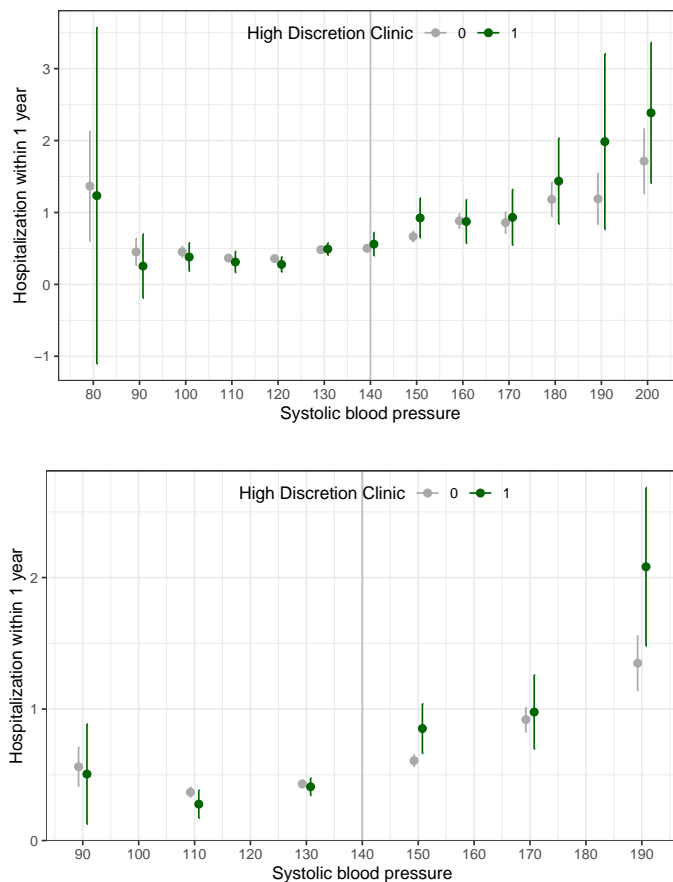 High Discretion Clinic 0 1
3
2
1
0
−1
Hospitalization within 1 year
80 90 100 110 120 130 140 150 160 170 180 190 200
Systolic blood pressure
High Discretion Clinic 0 1
2
1
0
Hospitalization within 1 year
90 100 110 120 130 140 150 160 170 180 190
Systolic blood pressure